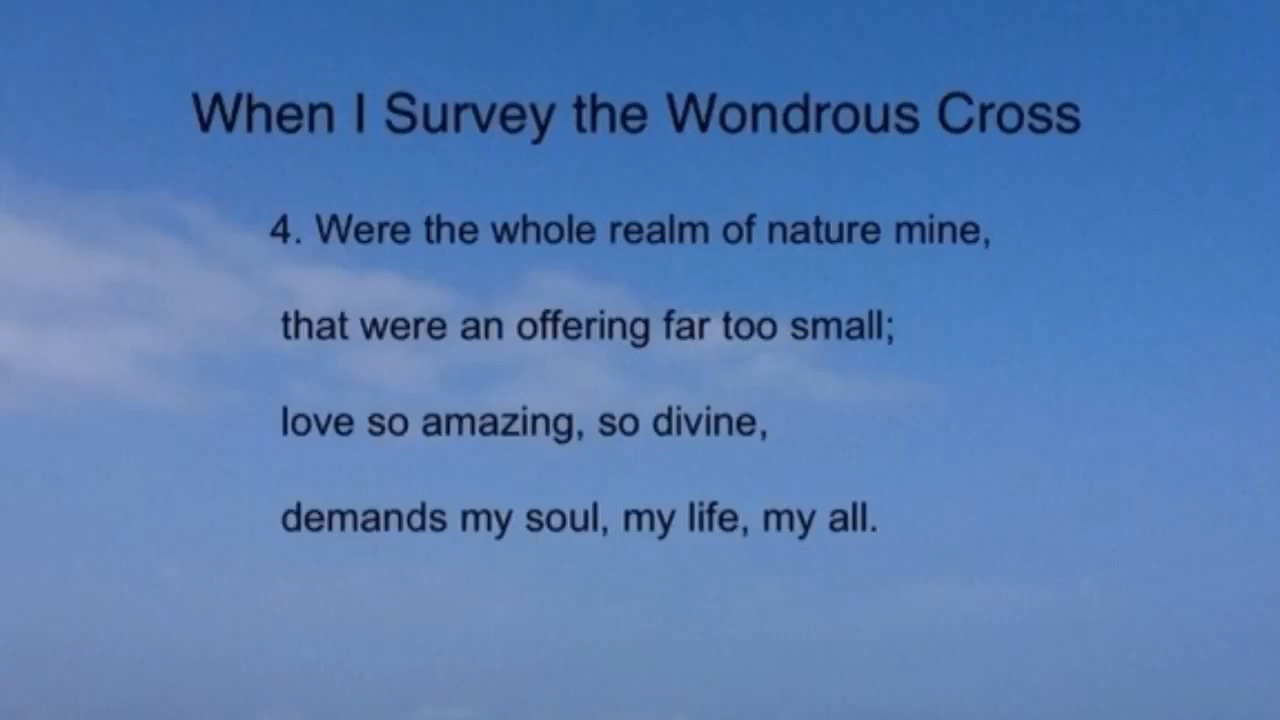 When I Survey the Wondrous Cross
4. Were the whole realm of nature mine,
that were an offering far too small;
love so amazing, so divine,
demands my soul, my life, my all.